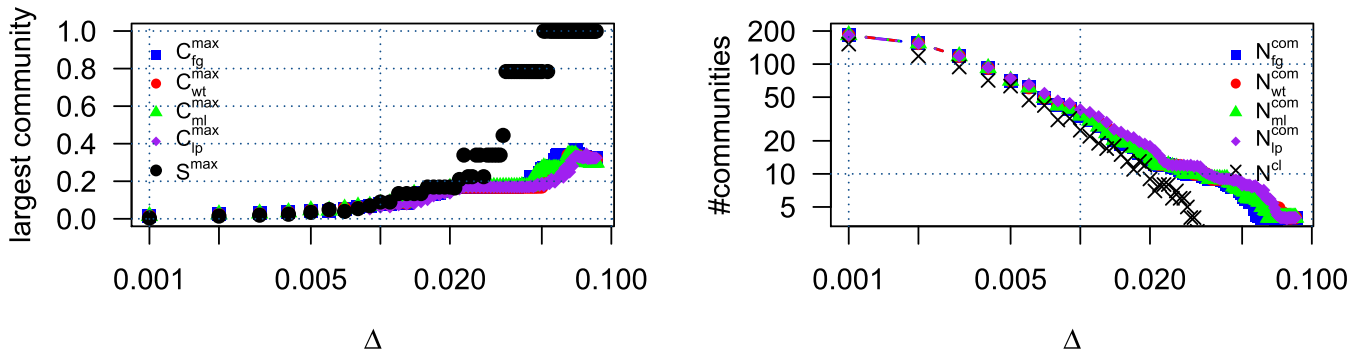 largest community
1.0
0.8
0.6
0.4
0.2
0.0
C_fg^max
C_wt^max
C_ml^max
C_lp^max
S^max
0.001
0.005
0.020
0.100
Δ
#communities
200
100
50
20
10
5
N_fg^com
N_wt^com
N_ml^com
N_lp^com
N^cl
0.001
0.005
0.020
0.100
Δ